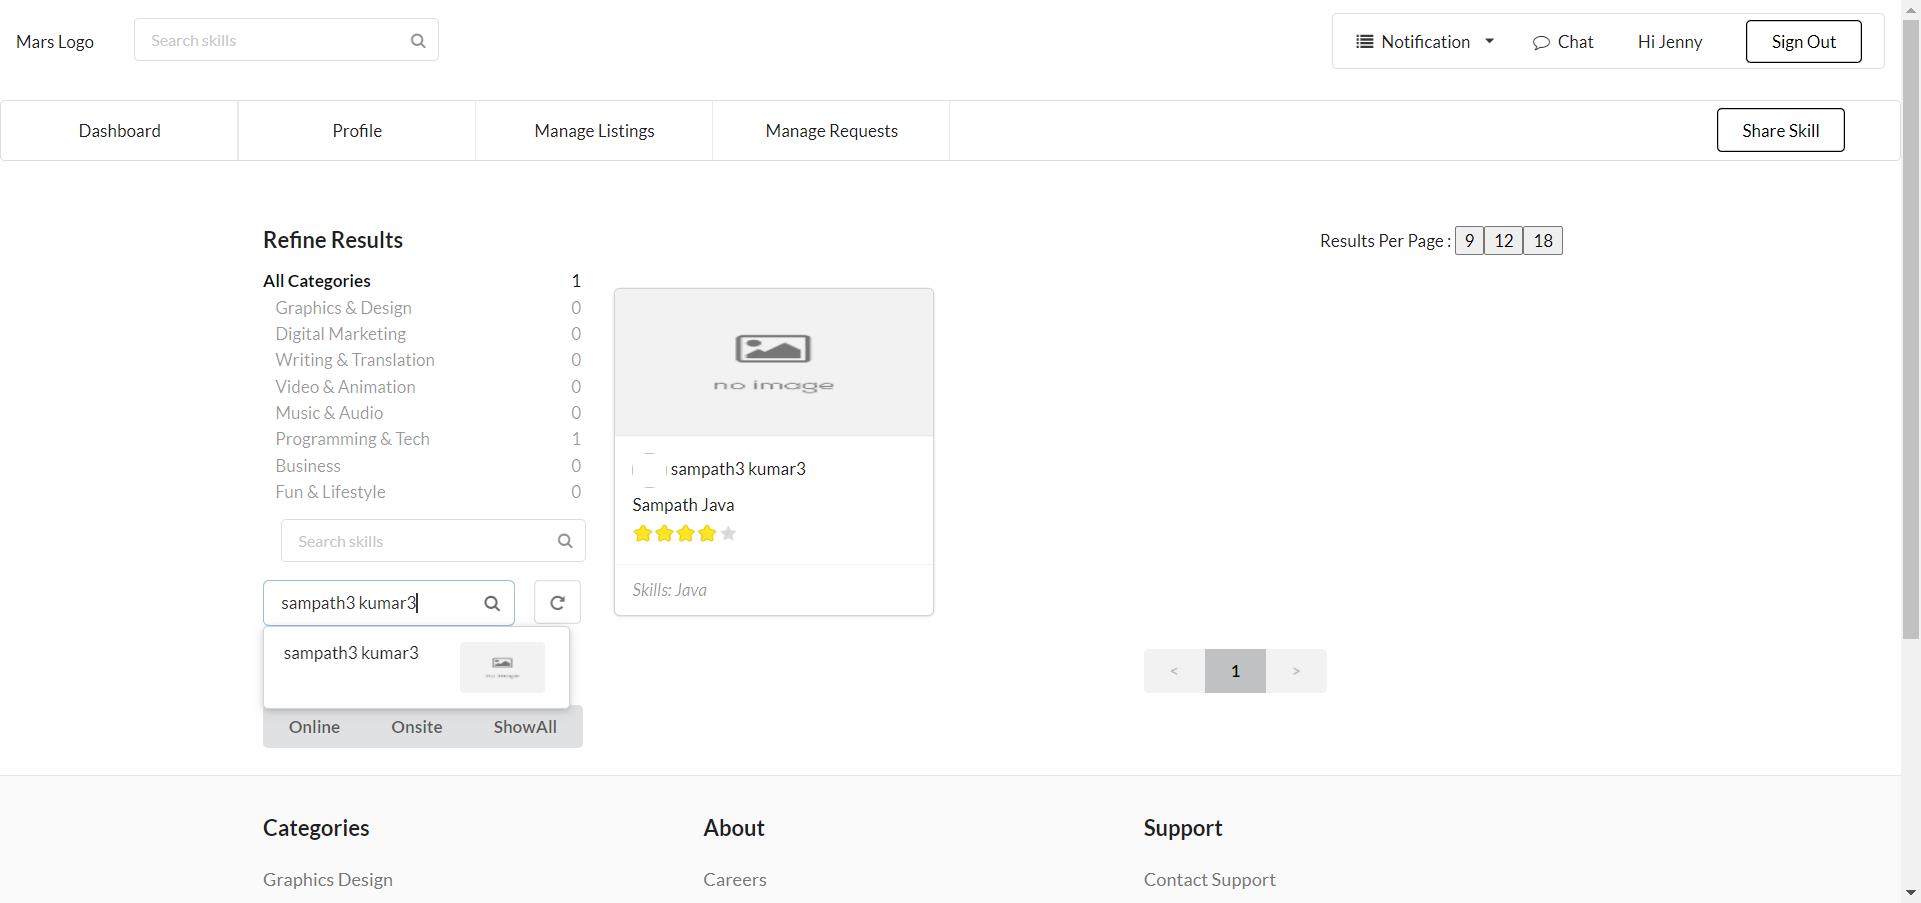 Mars Logo
Search skills
Notification
Chat
Hi Jenny
Sign Out
Dashboard
Profile
Manage Listings
Manage Requests
Share Skill
Refine Results
Results Per Page : 9 12 18
All Categories 1
Graphics & Design 0
Digital Marketing 0
Writing & Translation 0
Video & Animation 0
Music & Audio 0
Programming & Tech 1
Business 0
Fun & Lifestyle 0
Search skills
sampath3 kumar3
sampath3 kumar3
no image
Online
Onsite
ShowAll
no image
sampath3 kumar3
Sampath Java
Skills: Java
< 1 >
Categories
About
Support
Graphics Design
Careers
Contact Support